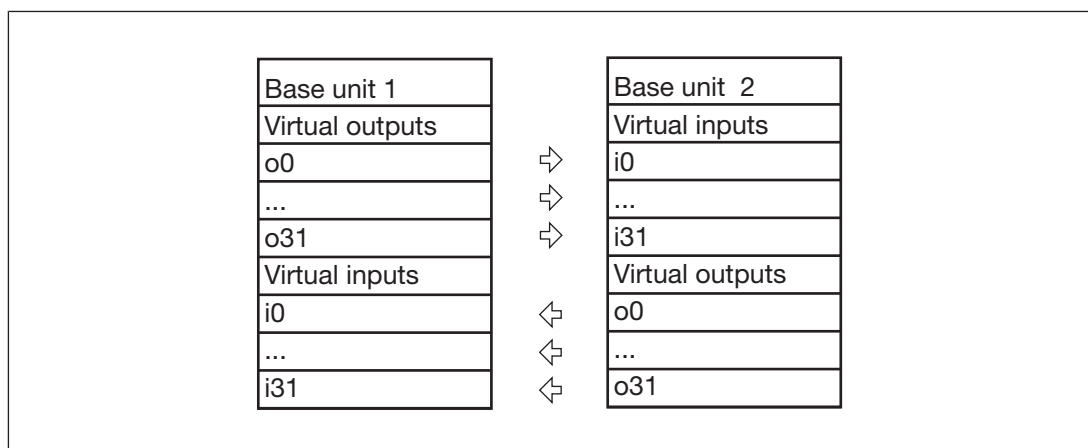 Base unit 1
Virtual outputs
o0
...
o31
Virtual inputs
i0
...
i31
Base unit 2
Virtual inputs
i0
...
i31
Virtual outputs
o0
...
o31